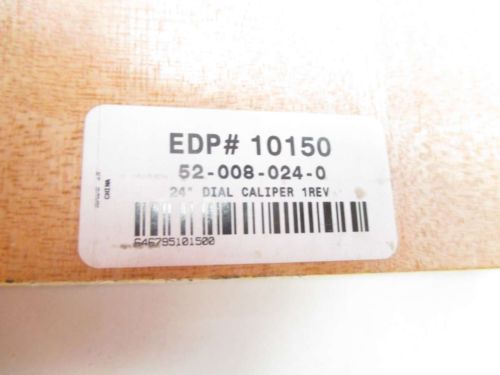 EDP# 10150
52-008-024-0
24" DIAL CALIPER 1REV
646795101500